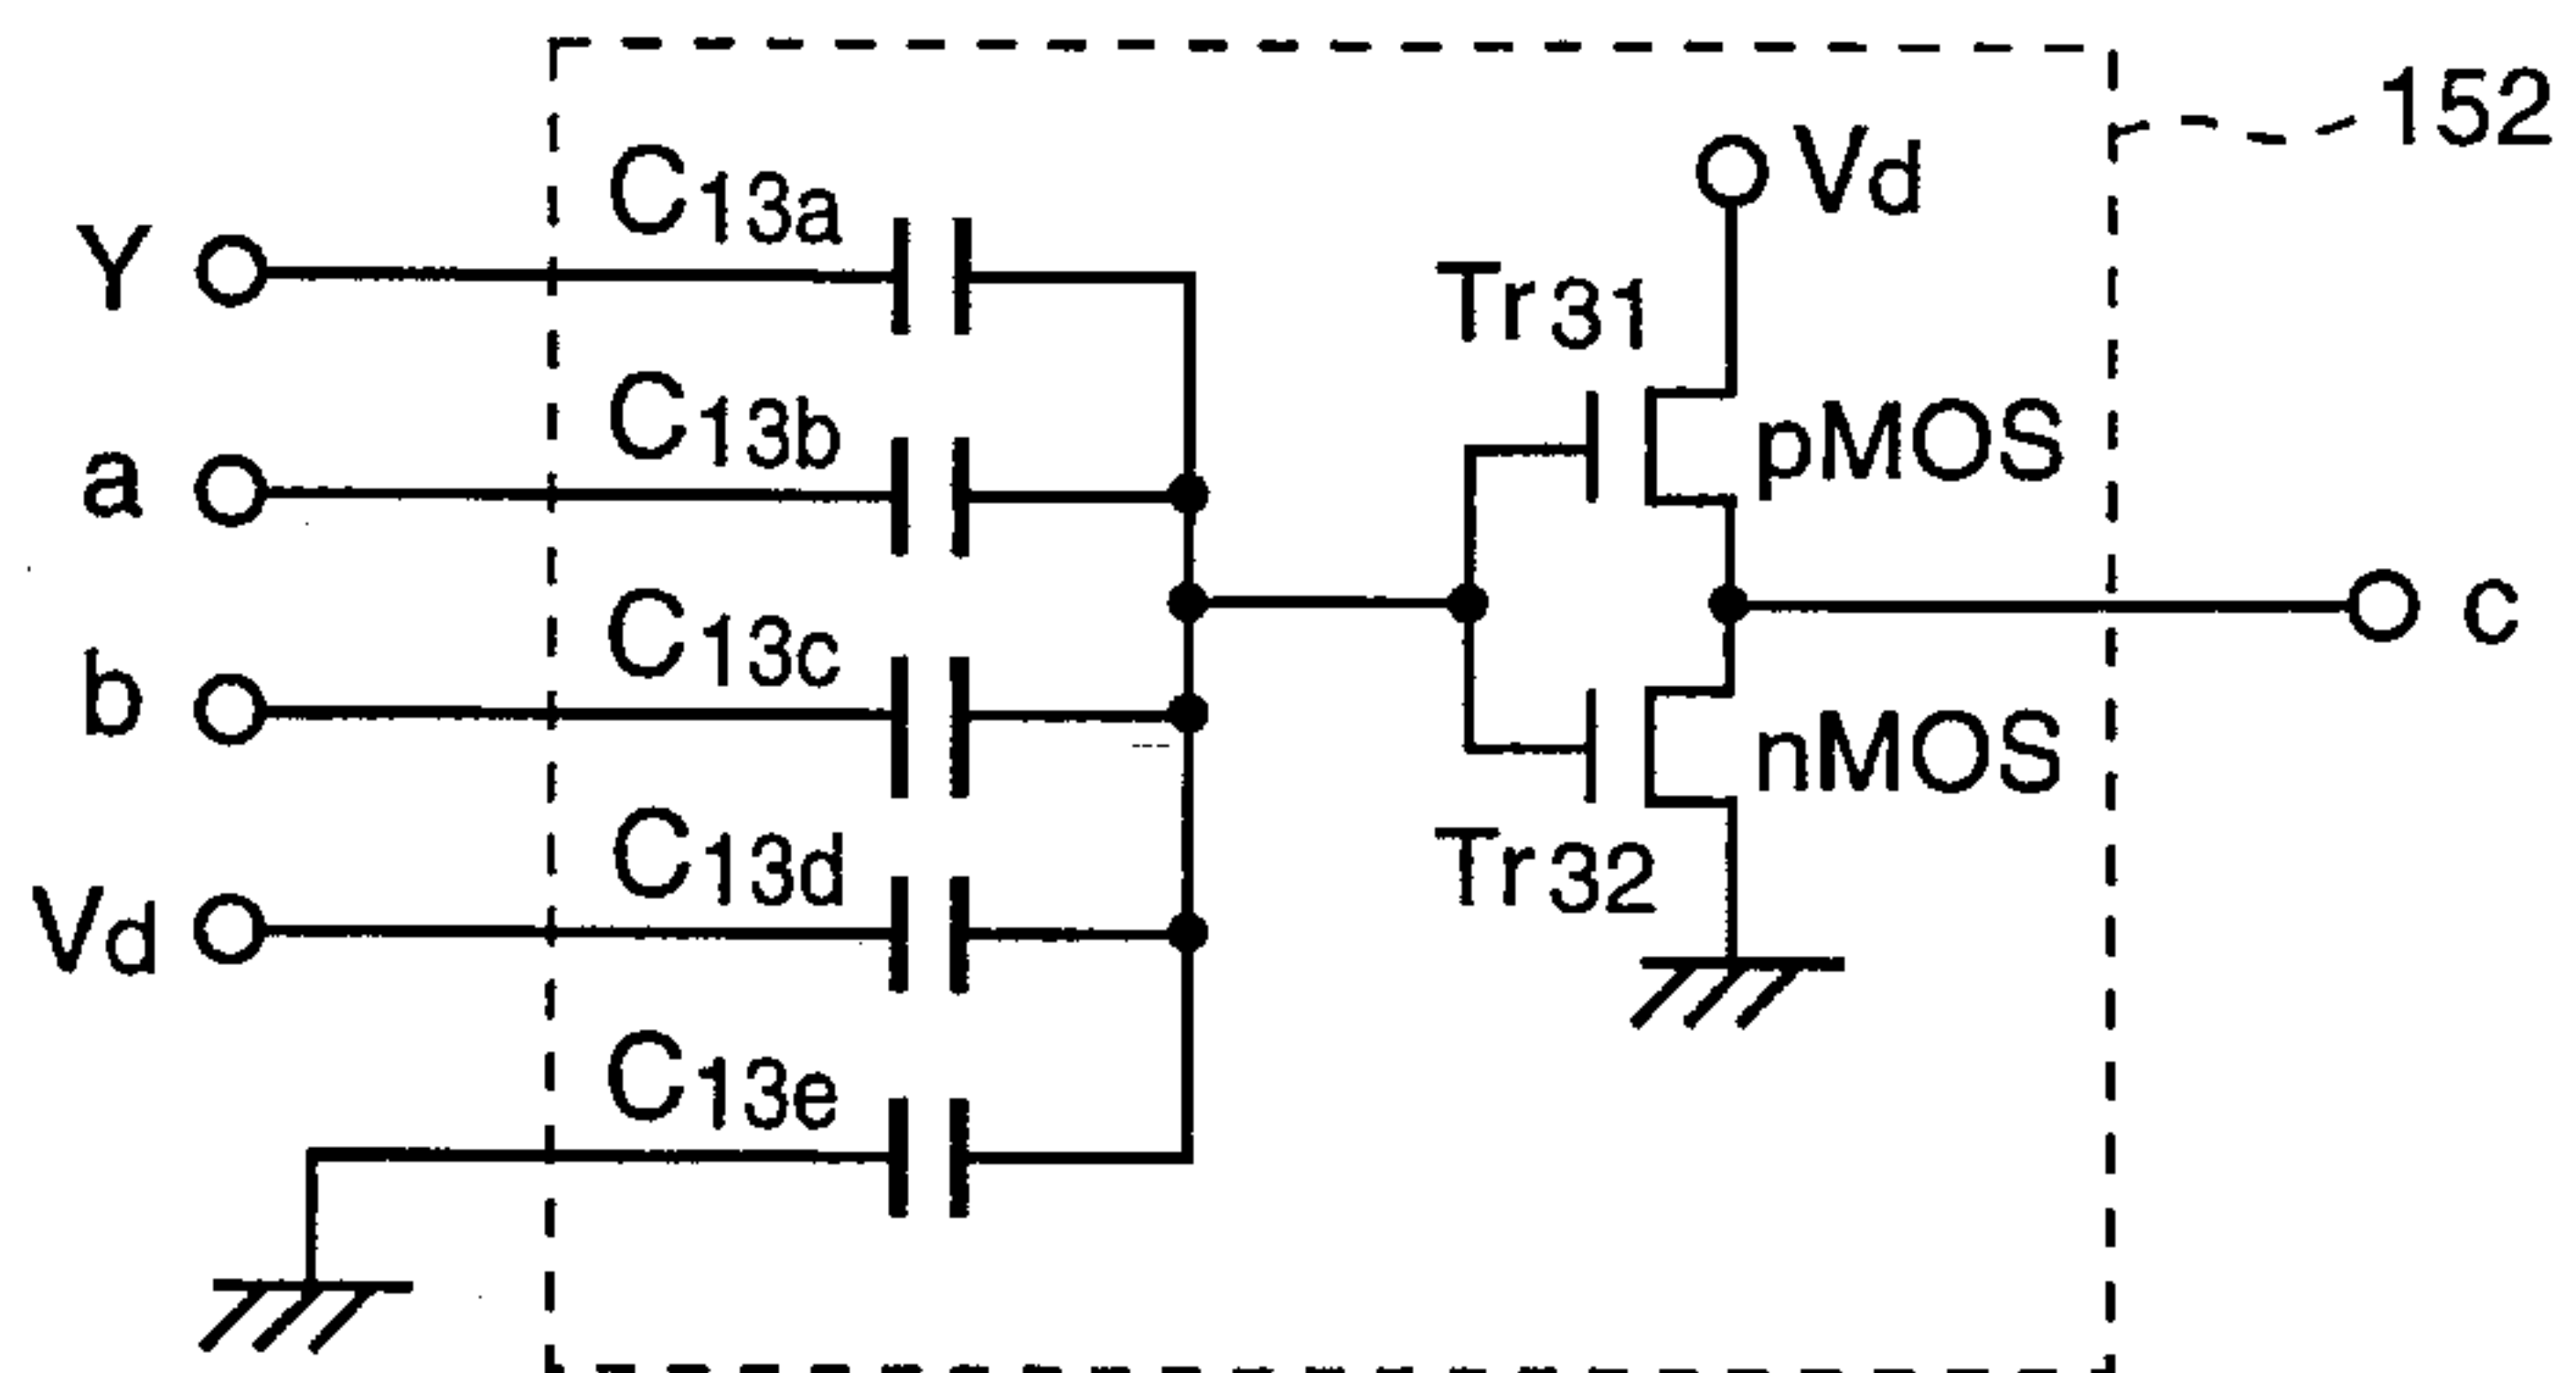 152
Vd
C13a
Y
Tr31
C13b
pMOS
a
C13c
c
b
nMOS
C13d
Tr32
Vd
C13e